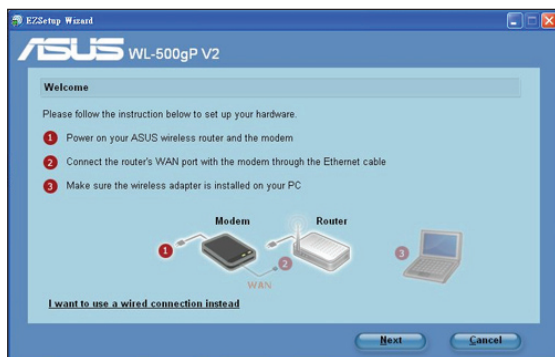 EZSetup Wizard
ASUS WL-500gP V2
Welcome
Please follow the instruction below to set up your hardware.
1 Power on your ASUS wireless router and the modem
2 Connect the router's WAN port with the modem through the Ethernet cable
3 Make sure the wireless adapter is installed on your PC
Modem Router
1 2 3
WAN
I want to use a wired connection instead
Next Cancel